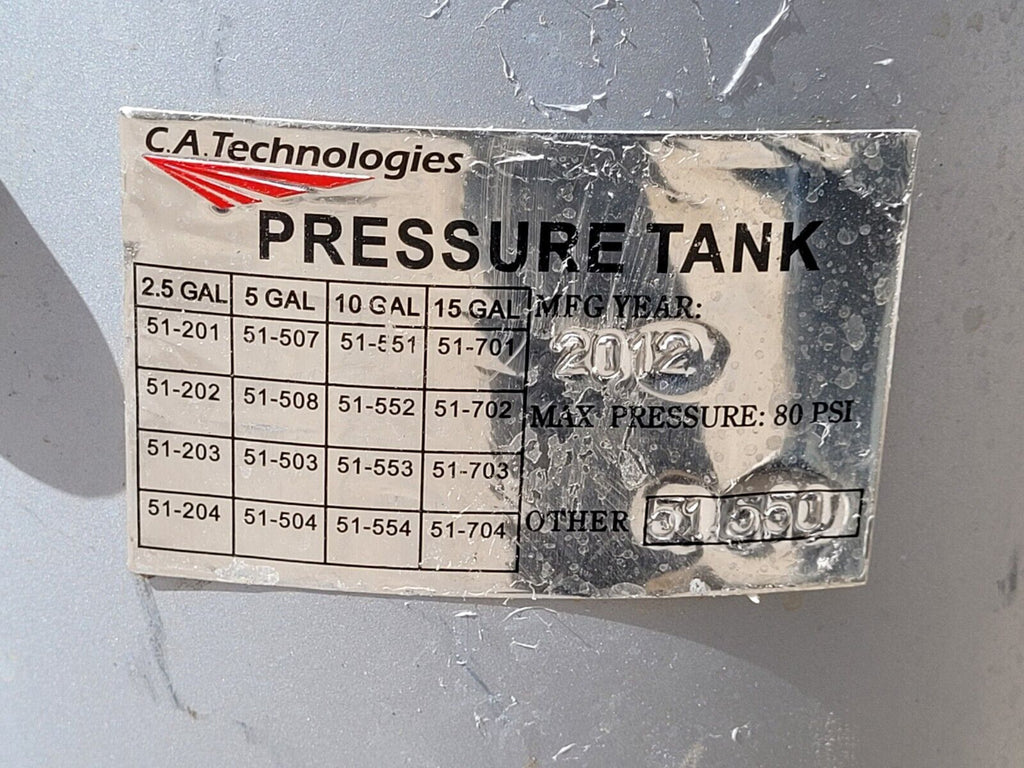 C.A.Technologies
PRESSURE TANK
2.5 GAL 5 GAL 10 GAL 15 GAL
51-201 51-507 51-551 51-701
51-202 51-508 51-552 51-702
51-203 51-503 51-553 51-703
51-204 51-504 51-554 51-704
MFG YEAR:
2012
MAX PRESSURE: 80 PSI
OTHER 51 550